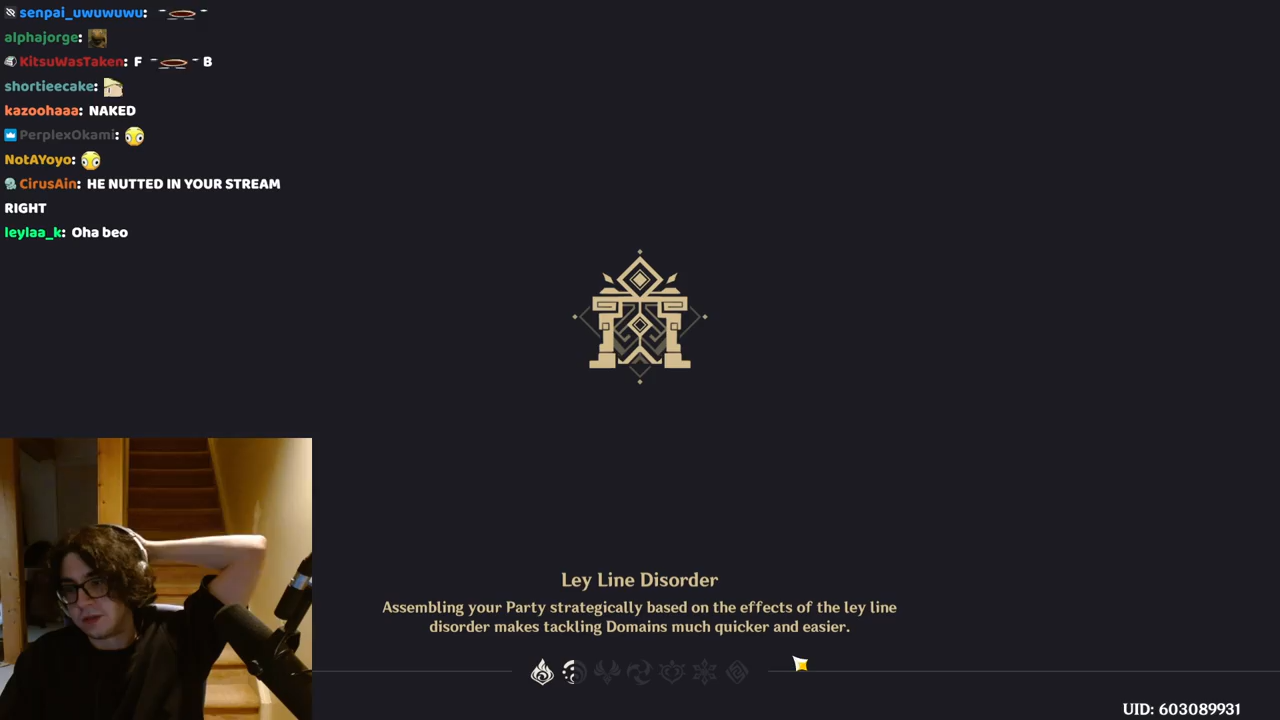 senpai_uwuwuwu:
alphajorge:
KitsuWasTaken: F B
shortieecake:
kazoohaaa: NAKED
PerplexOkami:
NotAYoyo:
CirusAin: HE NUTTED IN YOUR STREAM
RIGHT
leylaa_k: Oha beo
Ley Line Disorder
Assembling your Party strategically based on the effects of the ley line
disorder makes tackling Domains much quicker and easier.
UID: 603089931